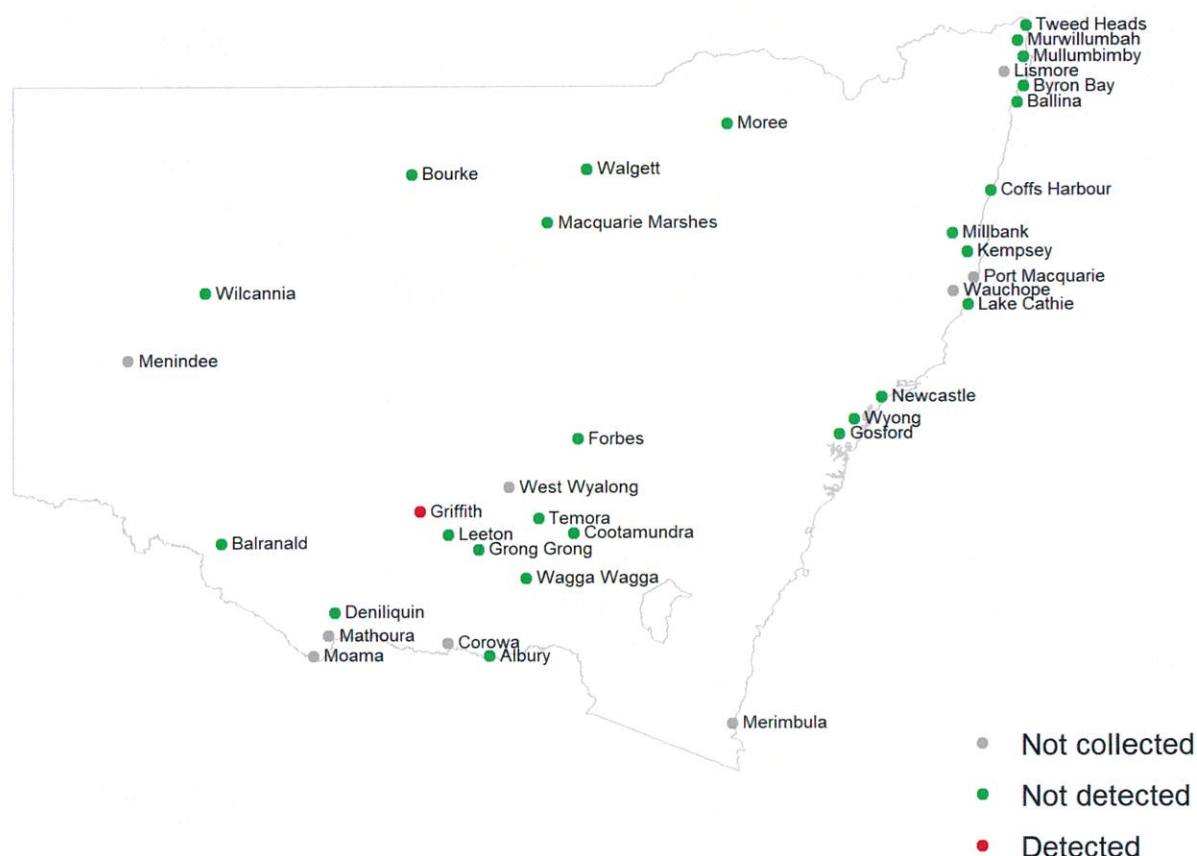 Tweed Heads
Murwillumbah
Mullumbimby
Lismore
Byron Bay
Ballina
Moree
Walgett
Bourke
Coffs Harbour
Macquarie Marshes
Millbank
Kempsey
Port Macquarie
Wauchope
Wilcannia
Lake Cathie
Menindee
Newcastle
Wyong
Gosford
Forbes
West Wyalong
Griffith
Temora
Leeton
Cootamundra
Balranald
Grong Grong
Wagga Wagga
Deniliquin
Mathoura
Corowa
Moama
Albury
Merimbula
Not collected
Not detected
Detected